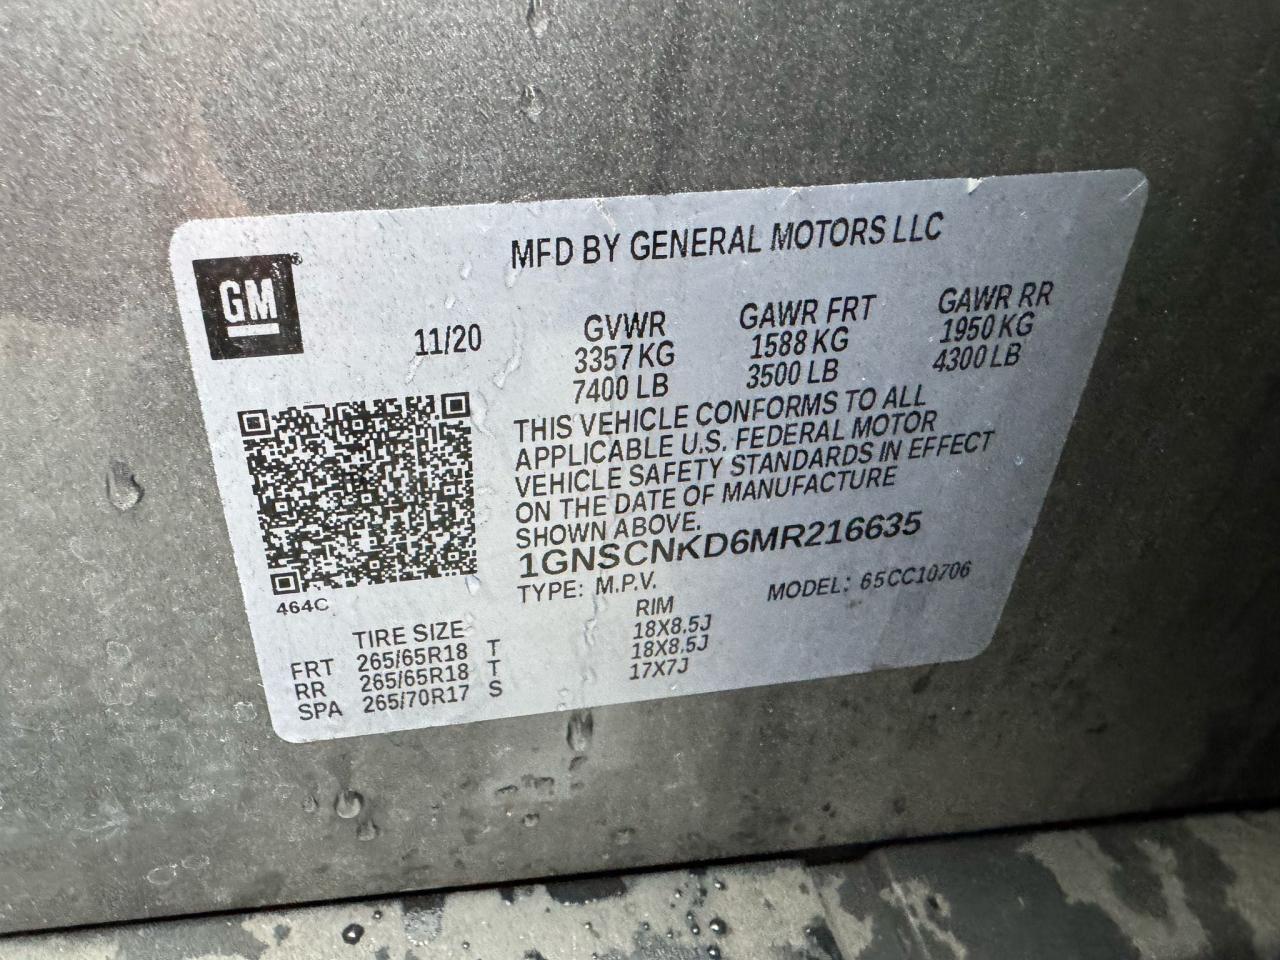 GM
MFD BY GENERAL MOTORS LLC
11/20
GVWR GAWR FRT GAWR RR
3357 KG 1588 KG 1950 KG
7400 LB 3500 LB 4300 LB
THIS VEHICLE CONFORMS TO ALL
APPLICABLE U.S. FEDERAL MOTOR
VEHICLE SAFETY STANDARDS IN EFFECT
ON THE DATE OF MANUFACTURE
SHOWN ABOVE.
1GNSCNKD6MR216635
464C
TYPE: M.P.V. MODEL: 65CC10706
TIRE SIZE RIM
FRT 265/65R18 T 18X8.5J
RR 265/65R18 T 18X8.5J
SPA 265/70R17 S 17X7J